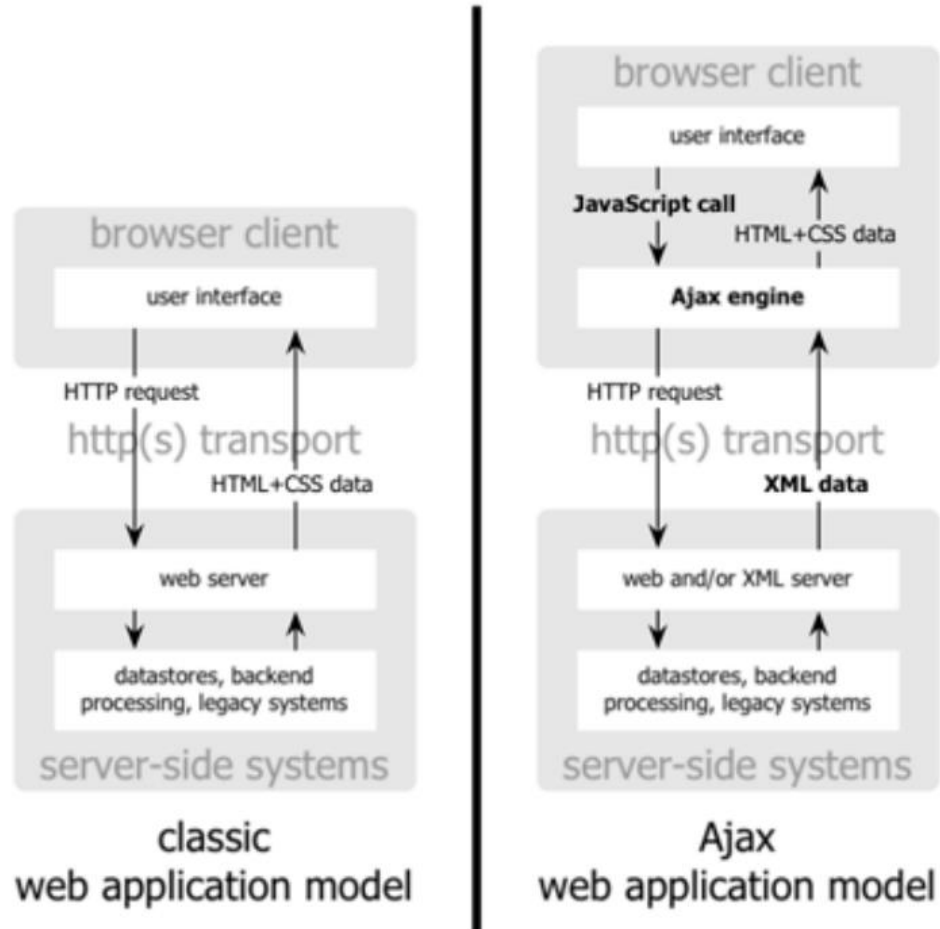 browser client
user interface
HTTP request
http(s) transport
HTML+CSS data
web server
datastores, backend
processing, legacy systems
server-side systems
classic
web application model
browser client
user interface
JavaScript call
HTML+CSS data
Ajax engine
HTTP request
http(s) transport
XML data
web and/or XML server
datastores, backend
processing, legacy systems
server-side systems
Ajax
web application model